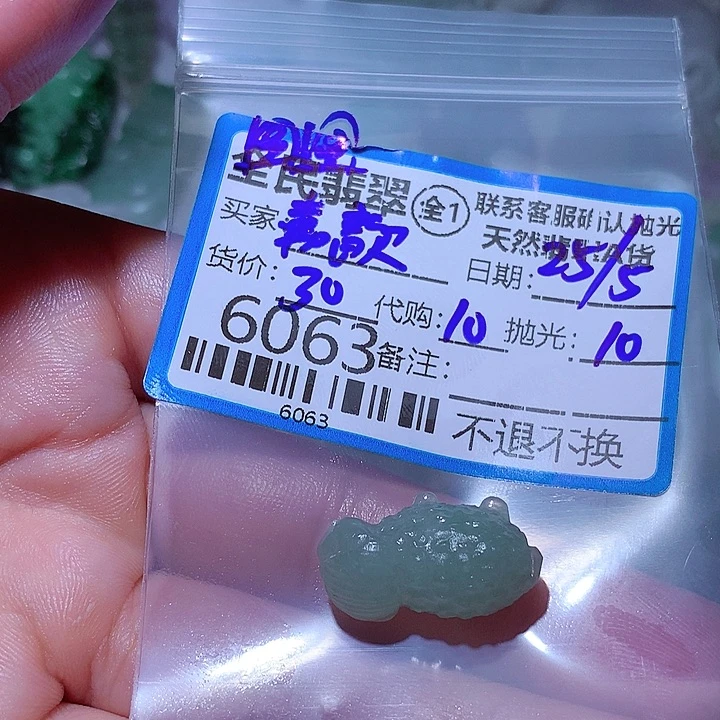 全民翡翠
全1
联系客服确认抛光
天然翡翠A货
买家
货价: 30
日期: 25/5
代购: 10
抛光: 10
6063
备注:
6063
不退不换